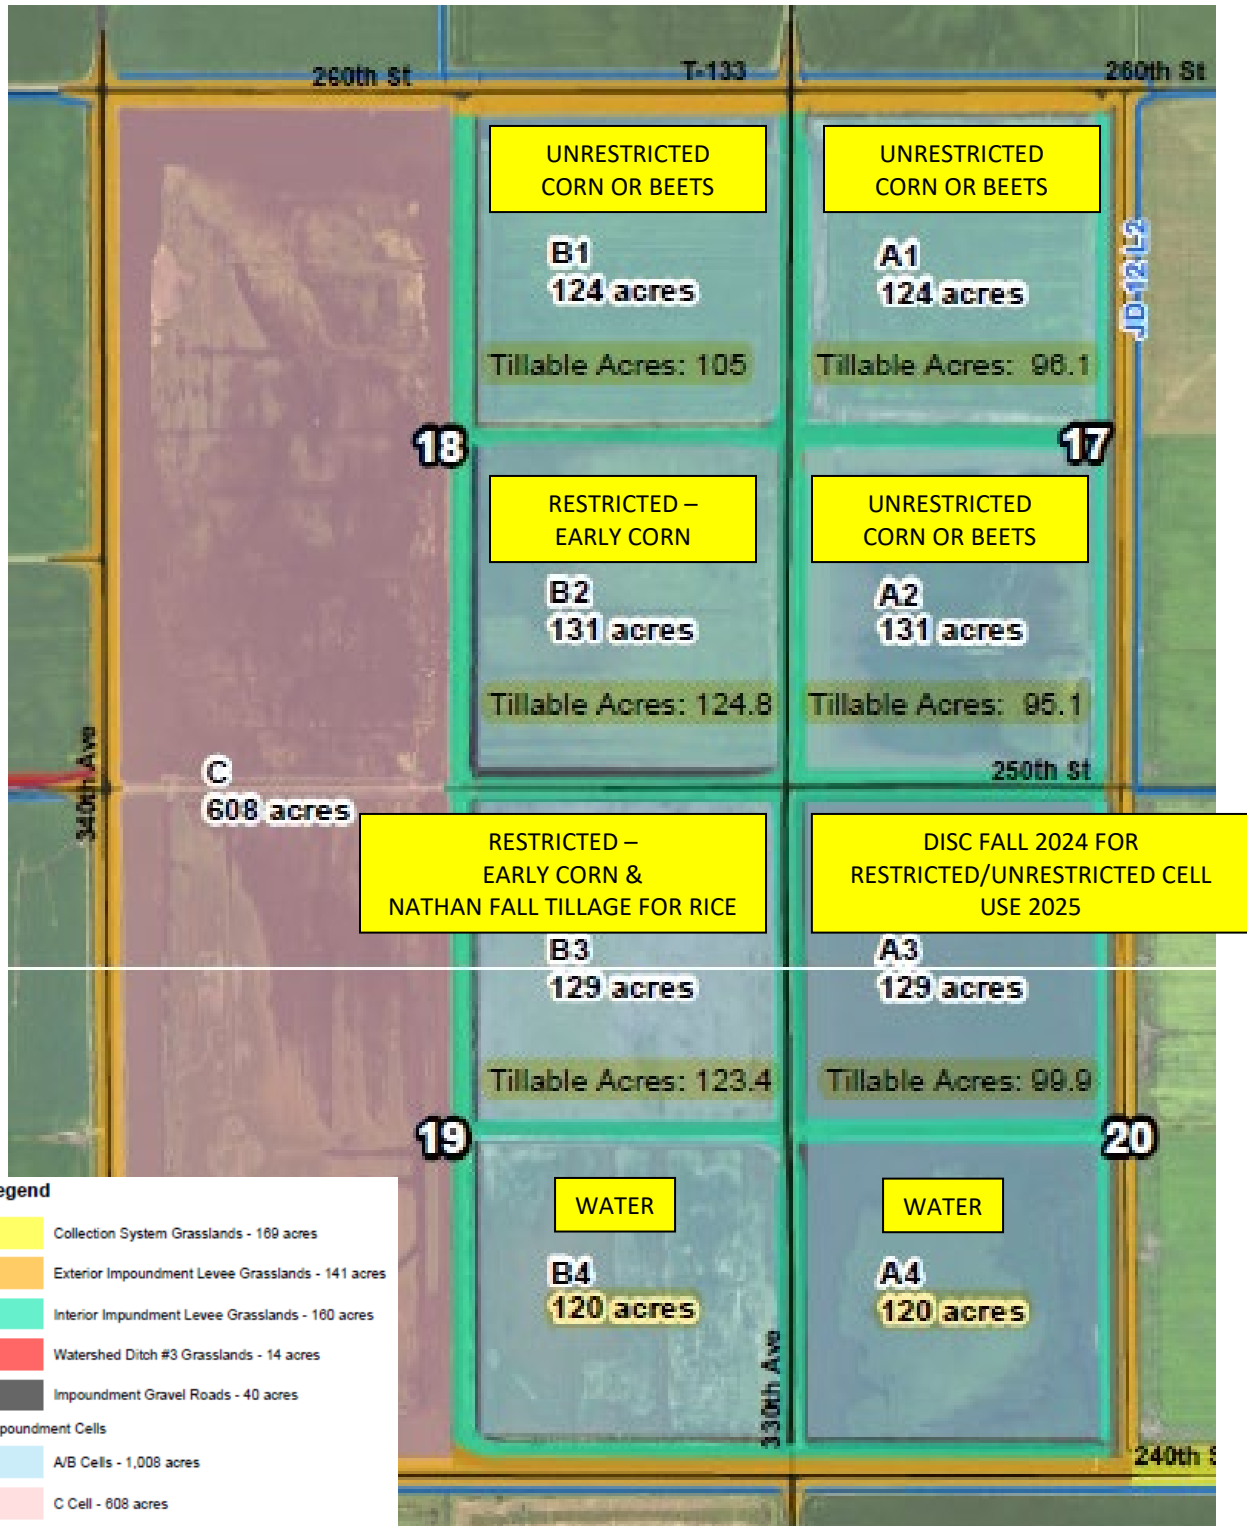 260th St
T-133
260th St
UNRESTRICTED
CORN OR BEETS
UNRESTRICTED
CORN OR BEETS
B1
124 acres
A1
124 acres
JD-12 L-2
Tillable Acres: 105
Tillable Acres: 96.1
18
17
RESTRICTED –
EARLY CORN
UNRESTRICTED
CORN OR BEETS
B2
131 acres
A2
131 acres
Tillable Acres: 124.8
Tillable Acres: 95.1
340th Ave
C
608 acres
250th St
RESTRICTED –
EARLY CORN &
NATHAN FALL TILLAGE FOR RICE
DISC FALL 2024 FOR
RESTRICTED/UNRESTRICTED CELL
USE 2025
B3
129 acres
A3
129 acres
Tillable Acres: 123.4
Tillable Acres: 99.9
19
20
WATER
WATER
B4
120 acres
A4
120 acres
330th Ave
240th S
egend
Collection System Grasslands - 169 acres
Exterior Impoundment Levee Grasslands - 141 acres
Interior Impundment Levee Grasslands - 160 acres
Watershed Ditch #3 Grasslands - 14 acres
Impoundment Gravel Roads - 40 acres
poundment Cells
A/B Cells - 1,008 acres
C Cell - 608 acres